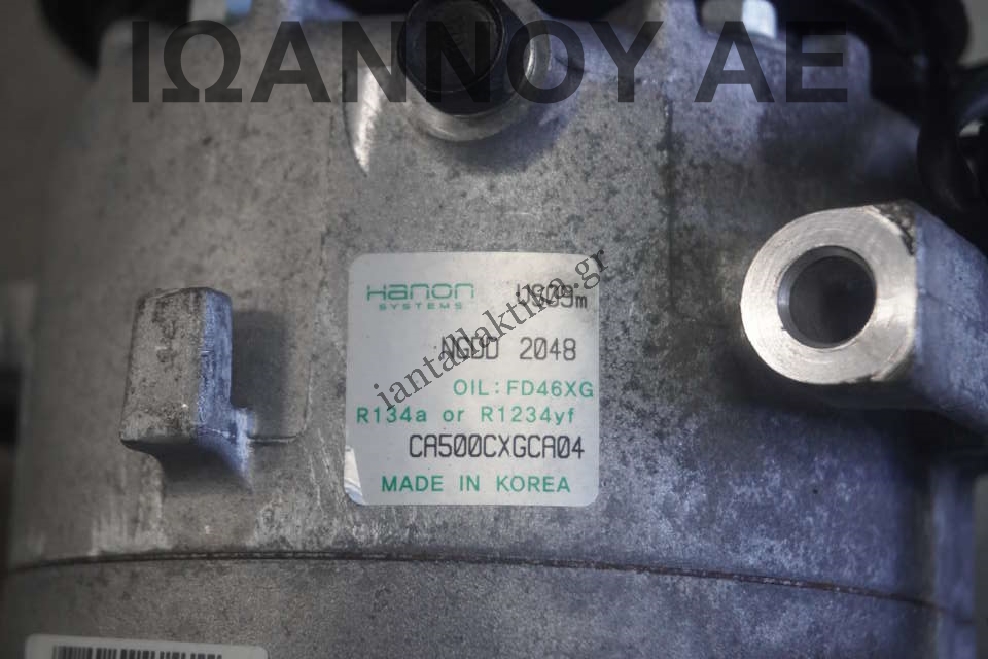 ΙΩΑΝΝΟΥ ΑΕ
Hanon
SYSTEMS
2048
iantallaktika.gr
OIL:FD46XG
R134a or R1234yf
CA500CXGCA04
MADE IN KOREA